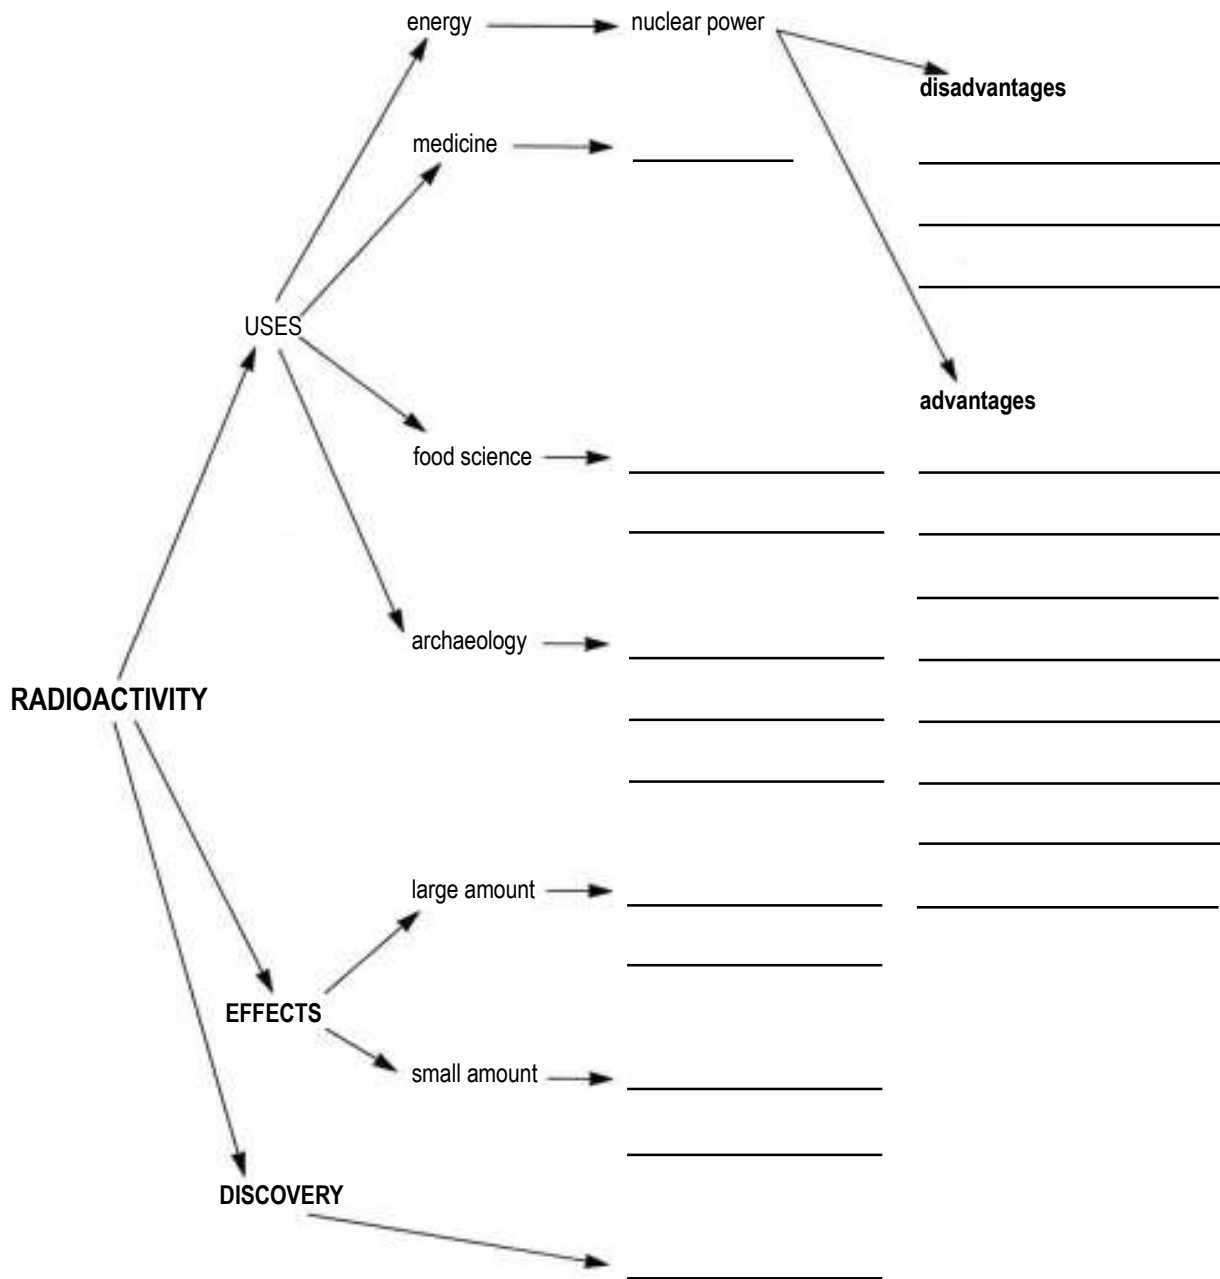 energy
nuclear power
disadvantages
medicine
USES
advantages
food science
archaeology
RADIOACTIVITY
large amount
EFFECTS
small amount
DISCOVERY